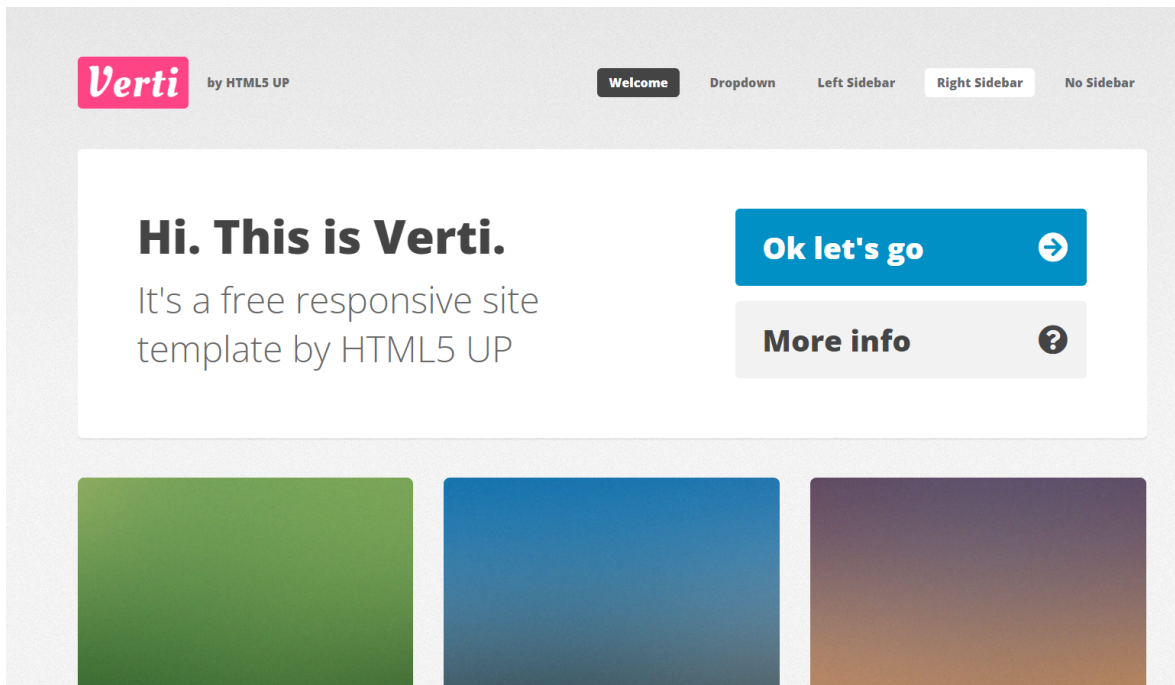 Verti by HTML5 UP Welcome Dropdown Left Sidebar Right Sidebar No Sidebar
Hi. This is Verti.
It's a free responsive site
template by HTML5 UP
Ok let's go
More info